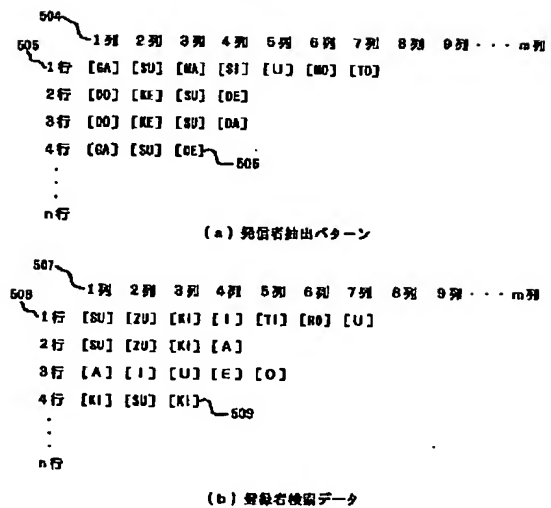 504
1列 2列 3列 4列 5列 6列 7列 8列 9列・・・m列
505
1行 [GA] [SU] [MA] [SI] [U] [MO] [TO]
2行 [DO] [KE] [SU] [DE]
3行 [DO] [KE] [SU] [DA]
4行 [GA] [SU] [DE] 506
n行
(a) 発信者抽出パターン
507
1列 2列 3列 4列 5列 6列 7列 8列 9列・・・m列
508
1行 [SU] [ZU] [KI] [I] [TI] [RO] [U]
2行 [SU] [ZU] [KI] [A]
3行 [A] [I] [U] [E] [O]
4行 [KI] [SU] [KI] 509
n行
(b) 登録者検索データ